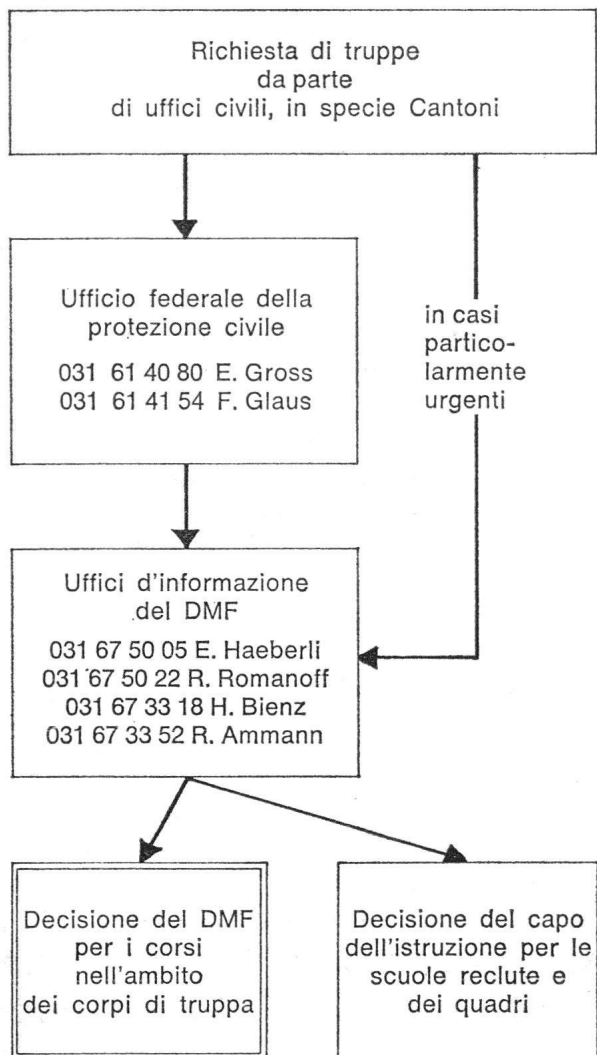 Richiesta di truppe
da parte
di uffici civili, in specie Cantoni
Ufficio federale della
protezione civile
031 61 40 80 E. Gross
031 61 41 54 F. Glaus
in casi
partico-
larmente
urgenti
Uffici d'informazione
del DMF
031 67 50 05 E. Haeberli
031 67 50 22 R. Romanoff
031 67 33 18 H. Bienz
031 67 33 52 R. Ammann
Decisione del DMF
per i corsi
nell'ambito
dei corpi di truppa
Decisione del capo
dell'istruzione per le
scuole reclute e
dei quadri